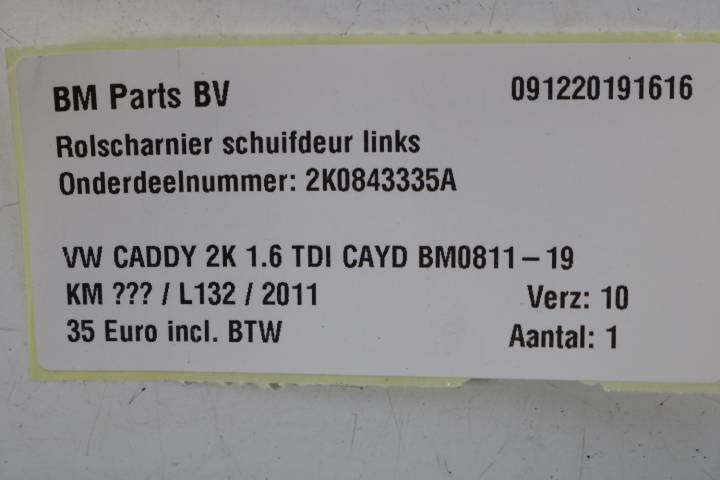 BM Parts BV 091220191616
Rolscharnier schuifdeur links
Onderdeelnummer: 2K0843335A
VW CADDY 2K 1.6 TDI CAYD BM0811-19
KM ??? / L132 / 2011 Verz: 10
35 Euro incl. BTW Aantal: 1